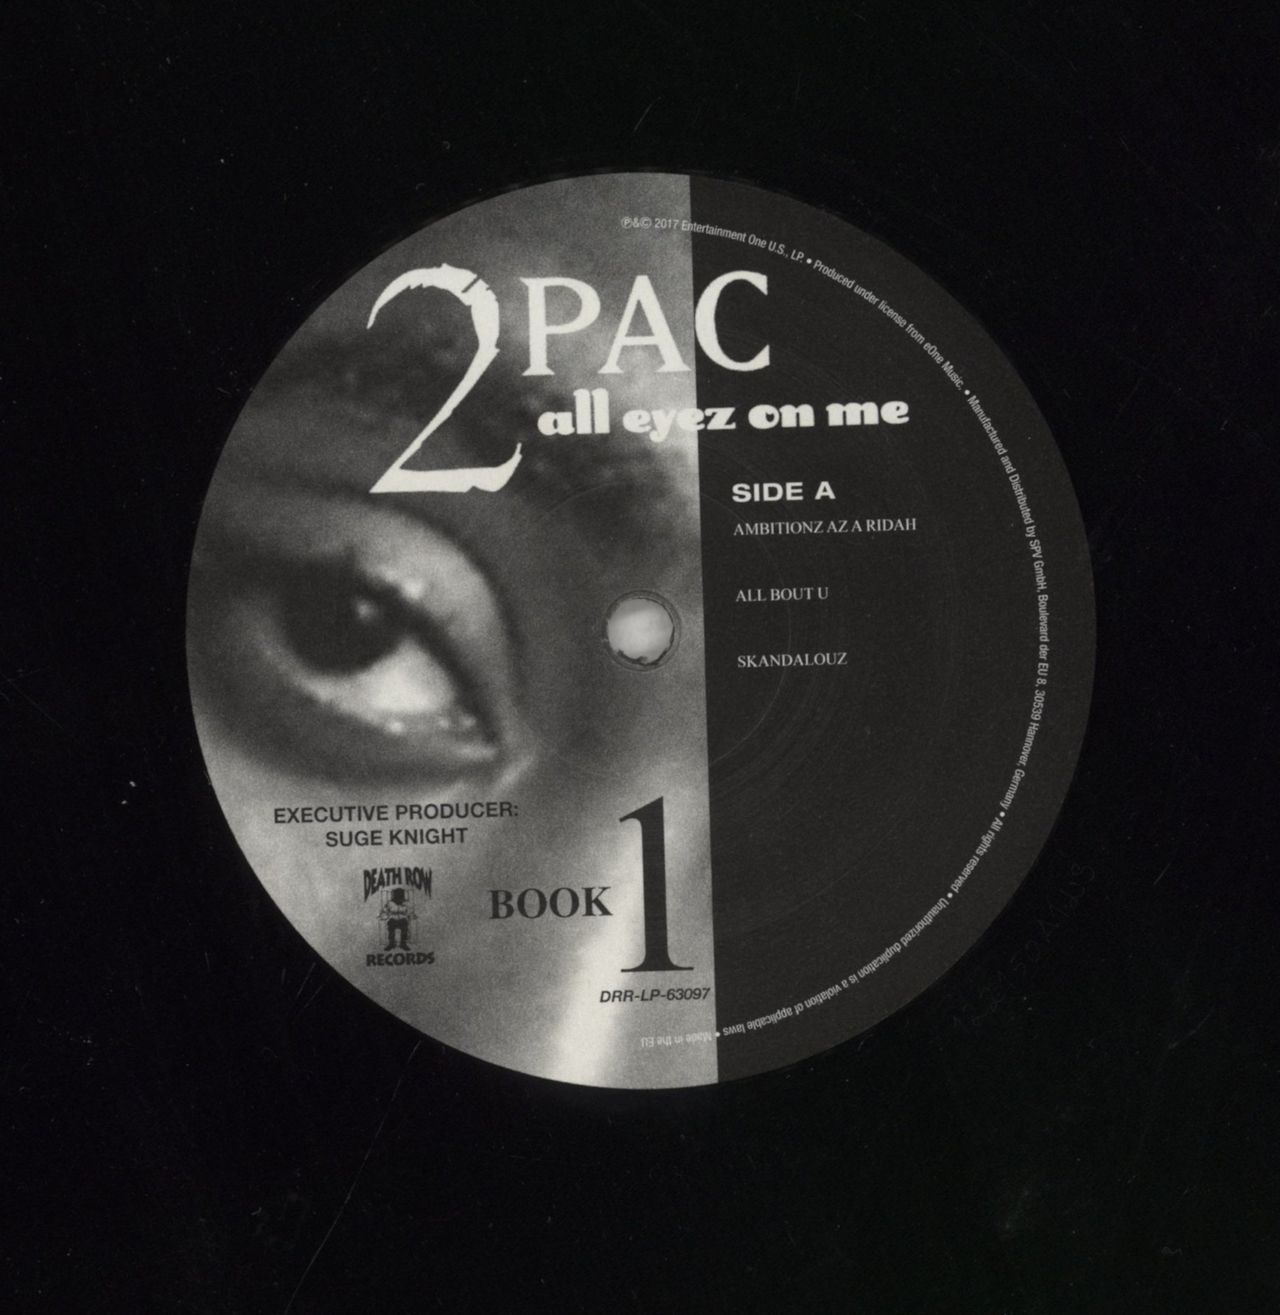 ℗&© 2017 Entertainment One U.S., LP. • Produced under license from eOne Music. • Manufactured and Distributed by SPV GmbH, Boulevard der EU 8, 30539 Hannover, Germany • All rights reserved • Unauthorized duplication is a violation of applicable laws • Made in the EU
2PAC
all eyez on me
SIDE A
AMBITIONZ AZ A RIDAH
ALL BOUT U
SKANDALOUZ
EXECUTIVE PRODUCER:
SUGE KNIGHT
DEATH ROW
RECORDS
BOOK 1
DRR-LP-63097